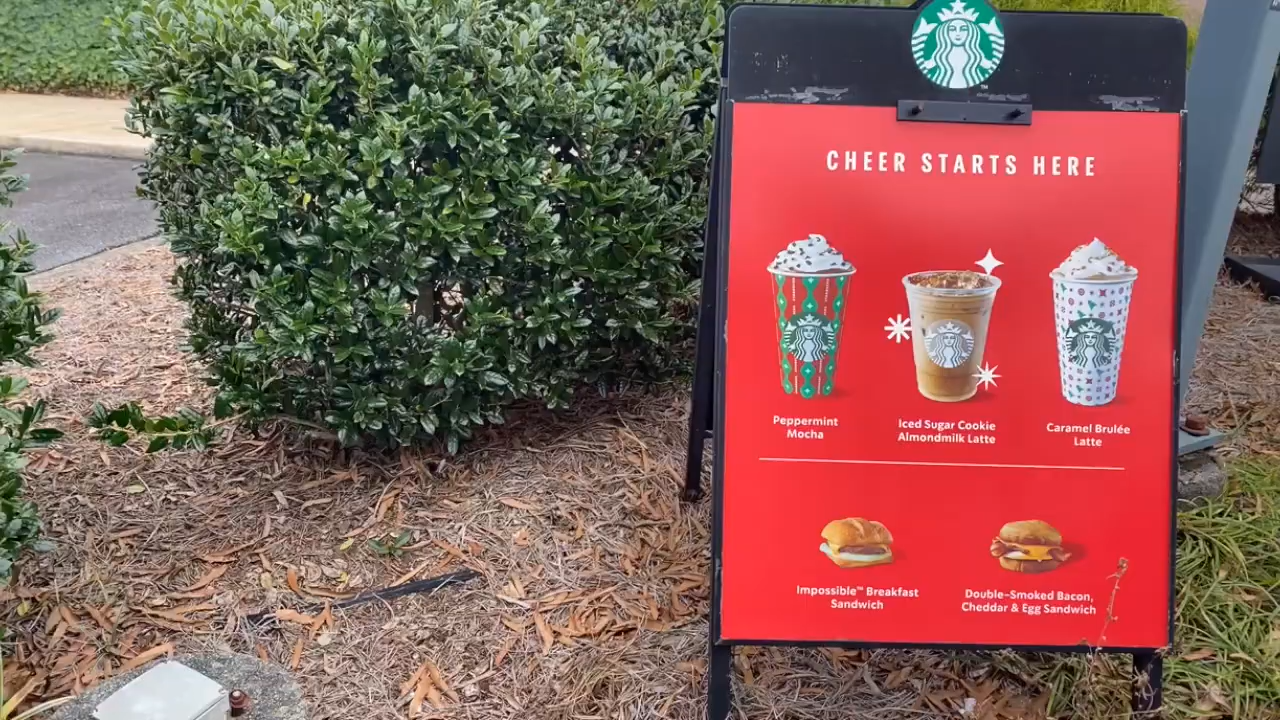 CHEER STARTS HERE
Peppermint
Mocha
Iced Sugar Cookie
Almondmilk Latte
Caramel Brulée
Latte
Impossible™ Breakfast
Sandwich
Double-Smoked Bacon,
Cheddar & Egg Sandwich